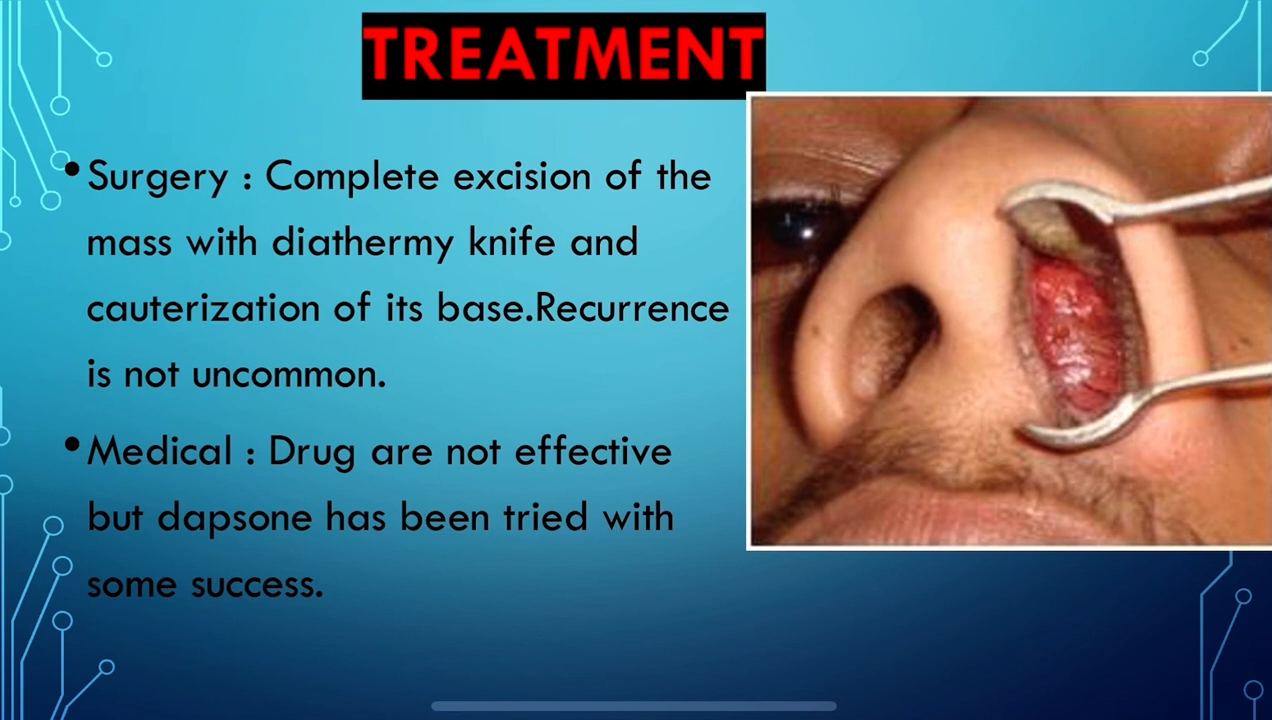 TREATMENT
• Surgery : Complete excision of the
mass with diathermy knife and
cauterization of its base.Recurrence
is not uncommon.
• Medical : Drug are not effective
but dapsone has been tried with
some success.